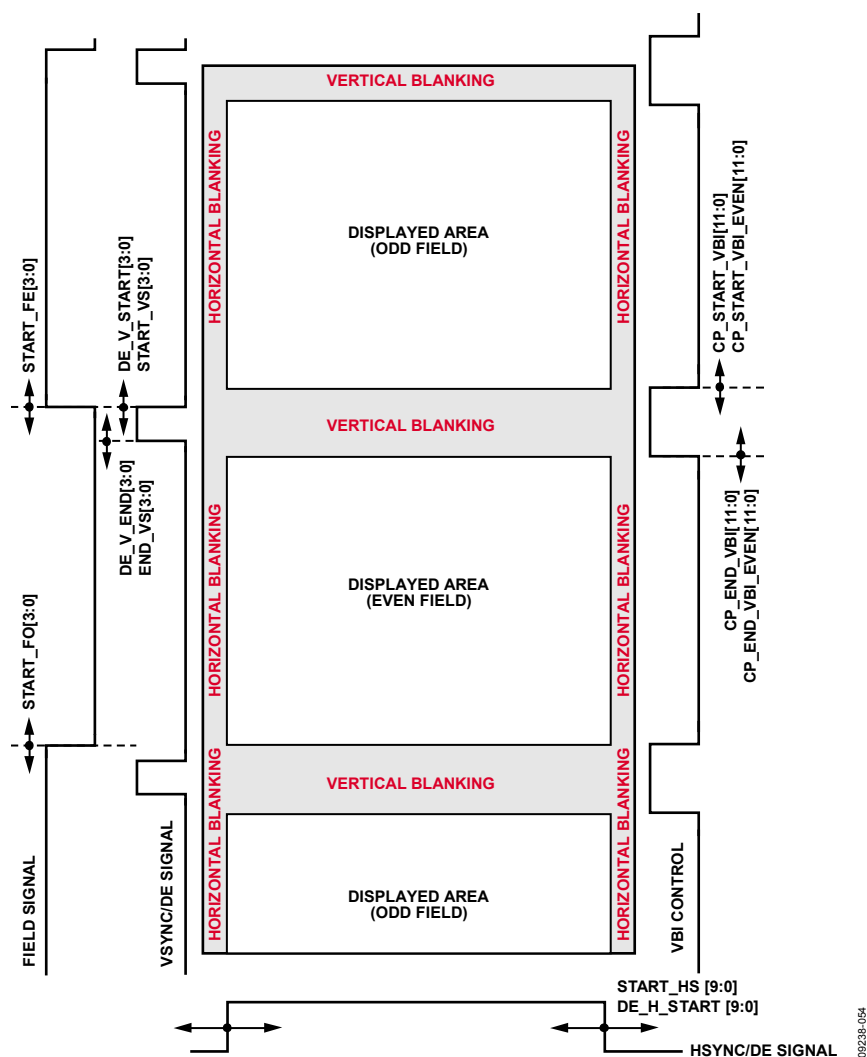 VERTICAL BLANKING
HORIZONTAL BLANKING
HORIZONTAL BLANKING
DISPLAYED AREA
(ODD FIELD)
START_FE[3:0]
DE_V_START[3:0]
START_VS[3:0]
CP_START_VBI[11:0]
CP_START_VBI_EVEN[11:0]
VERTICAL BLANKING
DE_V_END[3:0]
END_VS[3:0]
CP_END_VBI[11:0]
CP_END_VBI_EVEN[11:0]
HORIZONTAL BLANKING
HORIZONTAL BLANKING
DISPLAYED AREA
(EVEN FIELD)
START_FO[3:0]
VERTICAL BLANKING
HORIZONTAL BLANKING
HORIZONTAL BLANKING
DISPLAYED AREA
(ODD FIELD)
FIELD SIGNAL
VSYNC/DE SIGNAL
VBI CONTROL
START_HS [9:0]
DE_H_START [9:0]
HSYNC/DE SIGNAL
09238-054